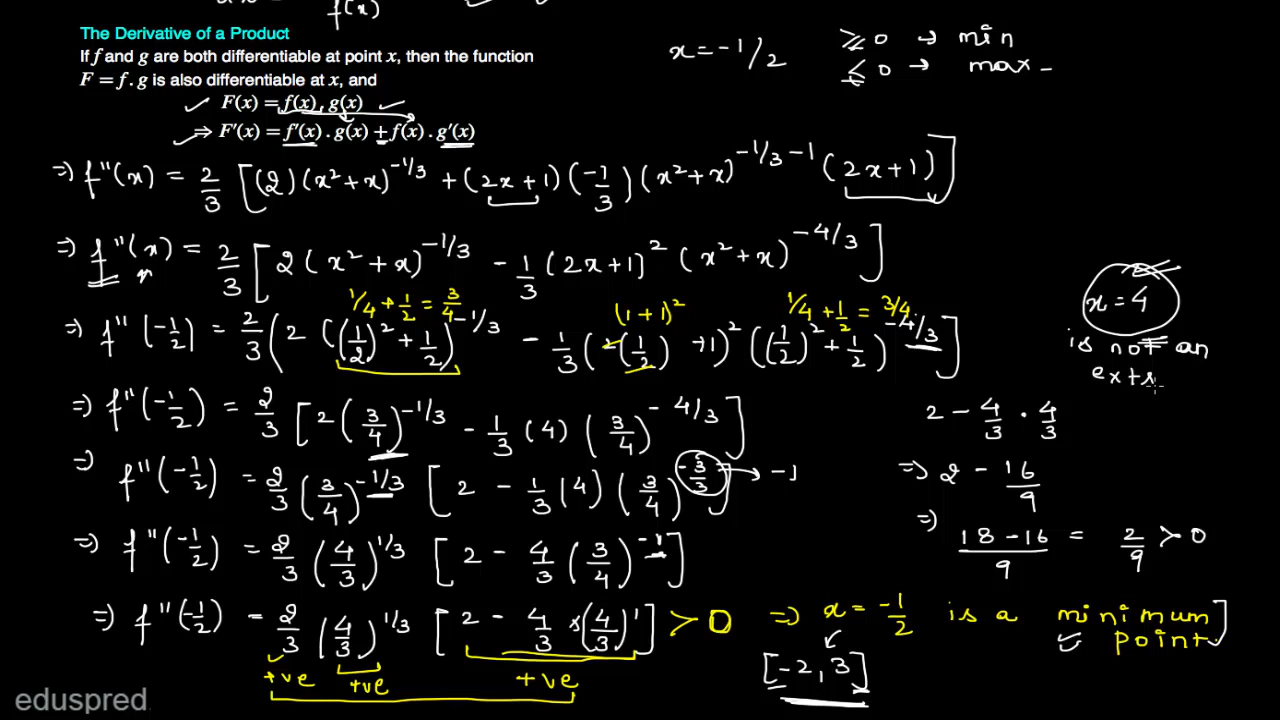 f(x)
The Derivative of a Product
If f and g are both differentiable at point x, then the function
F = f . g is also differentiable at x, and
F(x) = f(x) . g(x)
⇒ F′(x) = f′(x) . g(x) + f(x) . g′(x)
x = -1/2
≥ 0 → min
≤ 0 → max
⇒ f''(x) = 2/3 [(2)(x²+x)^{-1/3} + (2x+1)(-1/3)(x²+x)^{-1/3-1}(2x+1)]
⇒ f''(x) = 2/3 [2(x²+x)^{-1/3} - 1/3 (2x+1)² (x²+x)^{-4/3}]
1/4 + 1/2 = 3/4
(1+1)²
1/4 + 1/2 = 3/4
⇒ f''(-1/2) = 2/3 (2((1/2)² + 1/2)^{-1/3} - 1/3 (2(1/2) + 1)² ((1/2)² + 1/2)^{-4/3}]
⇒ f''(-1/2) = 2/3 [2(3/4)^{-1/3} - 1/3 (4) (3/4)^{-4/3}]
⇒ f''(-1/2) = 2/3 (3/4)^{-1/3} [2 - 1/3 (4) (3/4)^{-3/3}] → -1
⇒ f''(-1/2) = 2/3 (4/3)^{1/3} [2 - 4/3 (3/4)^{-1}]
⇒ f''(-1/2) = 2/3 (4/3)^{1/3} [2 - 4/3 × (4/3)^1] > 0 ⇒ x = -1/2 is a minimum point
+ve +ve +ve
[-2, 3]
x = 4
is not an
extr
2 - 4/3 . 4/3
⇒ 2 - 16/9
⇒ 18-16/9 = 2/9 > 0
eduspred